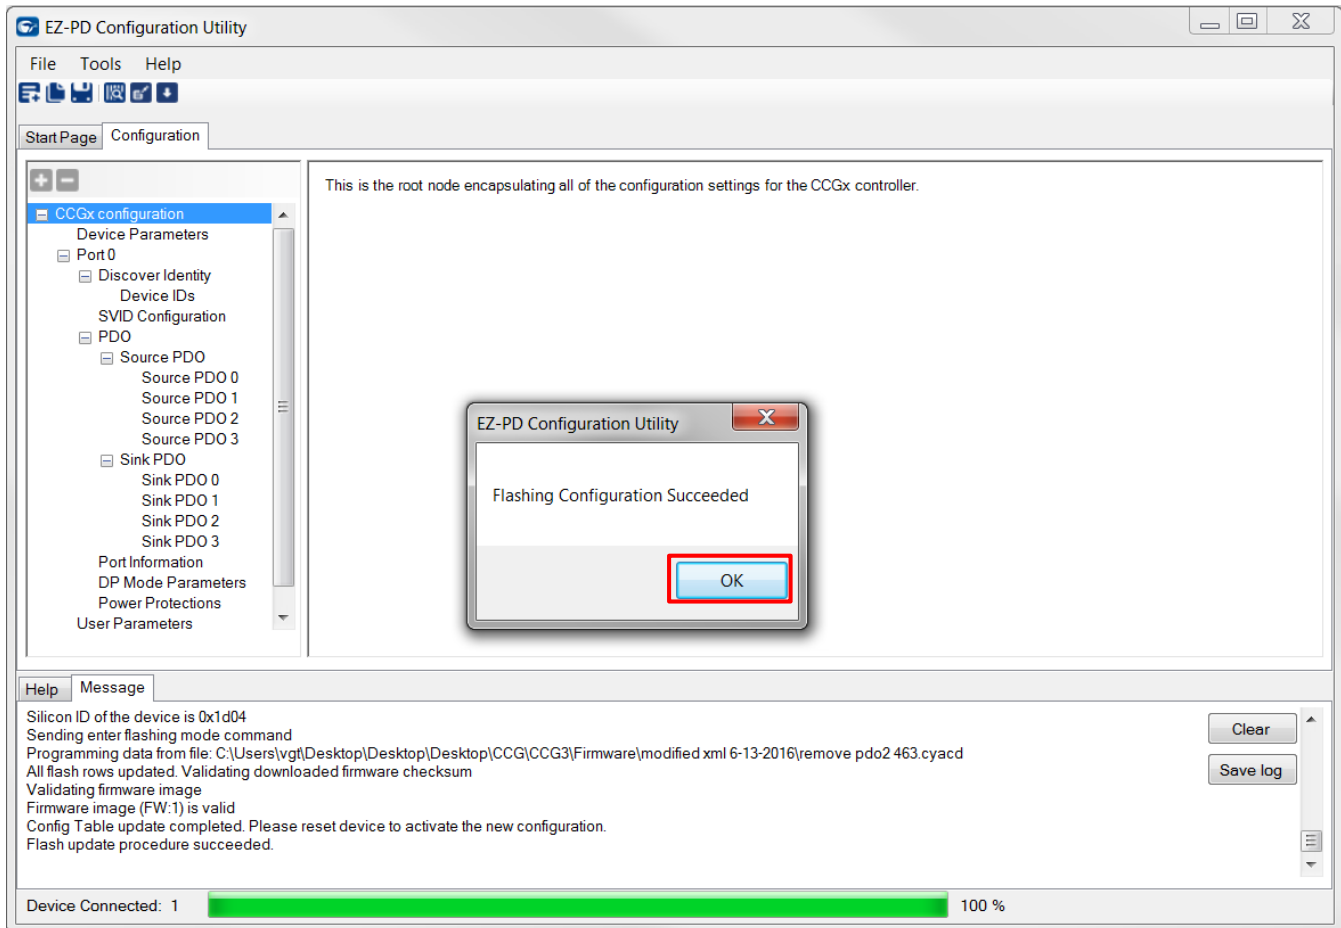 EZ-PD Configuration Utility
File Tools Help
Start Page Configuration
This is the root node encapsulating all of the configuration settings for the CCGx controller.
CCGx configuration
Device Parameters
Port 0
Discover Identity
Device IDs
SVID Configuration
PDO
Source PDO
Source PDO 0
Source PDO 1
Source PDO 2
Source PDO 3
Sink PDO
Sink PDO 0
Sink PDO 1
Sink PDO 2
Sink PDO 3
Port Information
DP Mode Parameters
Power Protections
User Parameters
EZ-PD Configuration Utility
Flashing Configuration Succeeded
OK
Help Message
Silicon ID of the device is 0x1d04
Sending enter flashing mode command
Programming data from file: C:\Users\vgt\Desktop\Desktop\Desktop\CCG\CCG3\Firmware\modified xml 6-13-2016\remove pdo2 463.cyacd
All flash rows updated. Validating downloaded firmware checksum
Validating firmware image
Firmware image (FW:1) is valid
Config Table update completed. Please reset device to activate the new configuration.
Flash update procedure succeeded.
Clear
Save log
Device Connected: 1
100 %